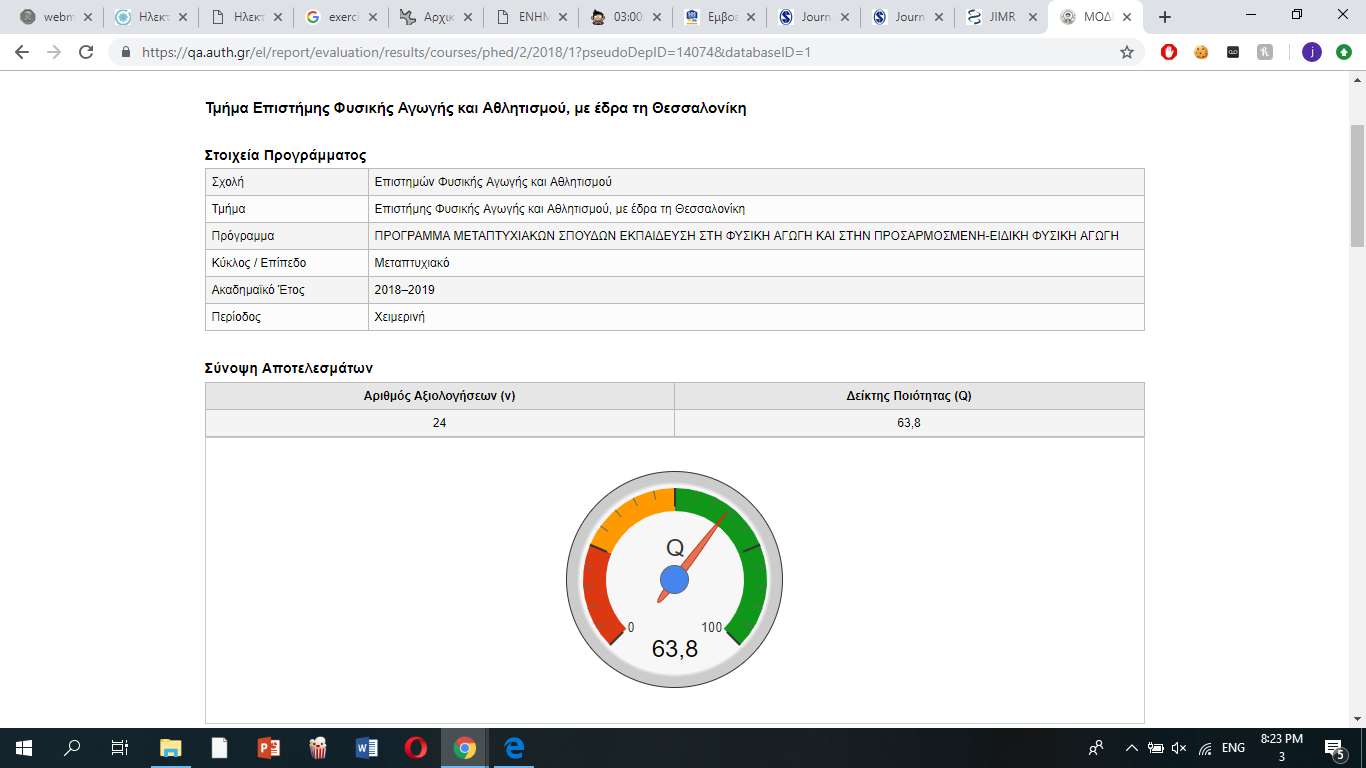 webm
Ηλεκτ
Ηλεκτ
exerci
Αρχικ
ΕΝΗΜ
03:00
Εμβοε
Journ
Journ
JIMR
ΜΟΔΙ
https://qa.auth.gr/el/report/evaluation/results/courses/phed/2/2018/1?pseudoDepID=14074&databaseID=1
j
Τμήμα Επιστήμης Φυσικής Αγωγής και Αθλητισμού, με έδρα τη Θεσσαλονίκη
Στοιχεία Προγράμματος
Σχολή Επιστημών Φυσικής Αγωγής και Αθλητισμού
Τμήμα Επιστήμης Φυσικής Αγωγής και Αθλητισμού, με έδρα τη Θεσσαλονίκη
Πρόγραμμα ΠΡΟΓΡΑΜΜΑ ΜΕΤΑΠΤΥΧΙΑΚΩΝ ΣΠΟΥΔΩΝ ΕΚΠΑΙΔΕΥΣΗ ΣΤΗ ΦΥΣΙΚΗ ΑΓΩΓΗ ΚΑΙ ΣΤΗΝ ΠΡΟΣΑΡΜΟΣΜΕΝΗ-ΕΙΔΙΚΗ ΦΥΣΙΚΗ ΑΓΩΓΗ
Κύκλος / Επίπεδο Μεταπτυχιακό
Ακαδημαϊκό Έτος 2018–2019
Περίοδος Χειμερινή
Σύνοψη Αποτελεσμάτων
Αριθμός Αξιολογήσεων (ν) Δείκτης Ποιότητας (Q)
24 63,8
Q
0 100
63,8
ENG
8:23 PM
3
5